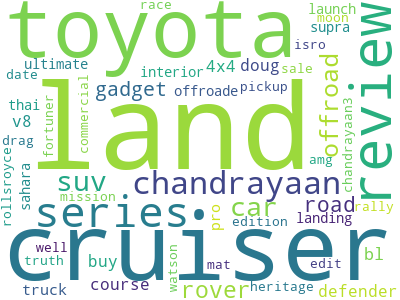 race
launch
toyota
moon
supra
isro
ultimate
interior
4x4
doug
sale
date
gadget
offroade
pickup
thai
v8
fortuner
commercial
land
offroad
chandrayaan3
review
drag
rollsroyce
sahara
suv
chandrayaan
amg
mission
series
car
road
pro
edition
landing
rally
cruiser
well
truth
buy
watson
mat
edit
bl
truck
course
rover
heritage
defender